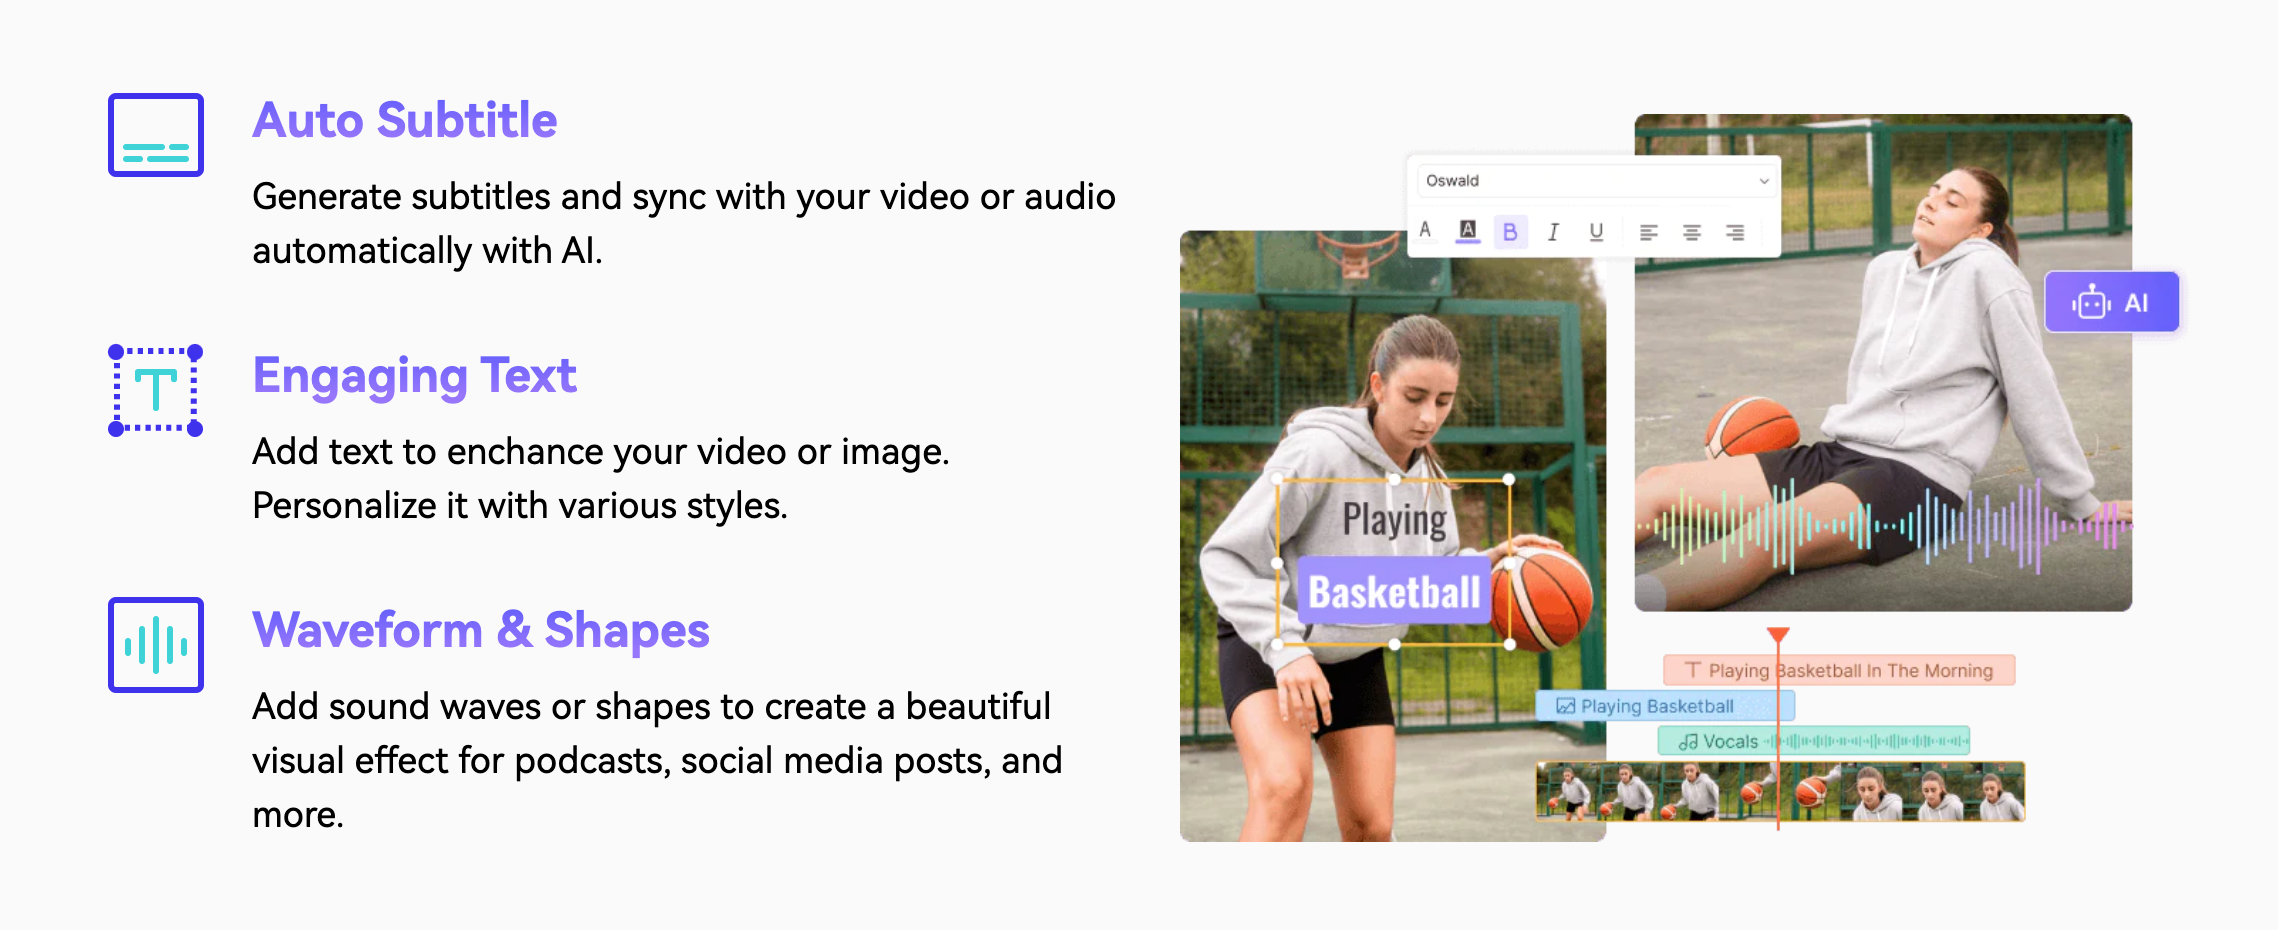 Auto Subtitle
Generate subtitles and sync with your video or audio
automatically with AI.
Engaging Text
Add text to enchance your video or image.
Personalize it with various styles.
Waveform & Shapes
Add sound waves or shapes to create a beautiful
visual effect for podcasts, social media posts, and
more.
Oswald
A A B I U
AI
Playing
Basketball
T Playing Basketball In The Morning
Playing Basketball
Vocals